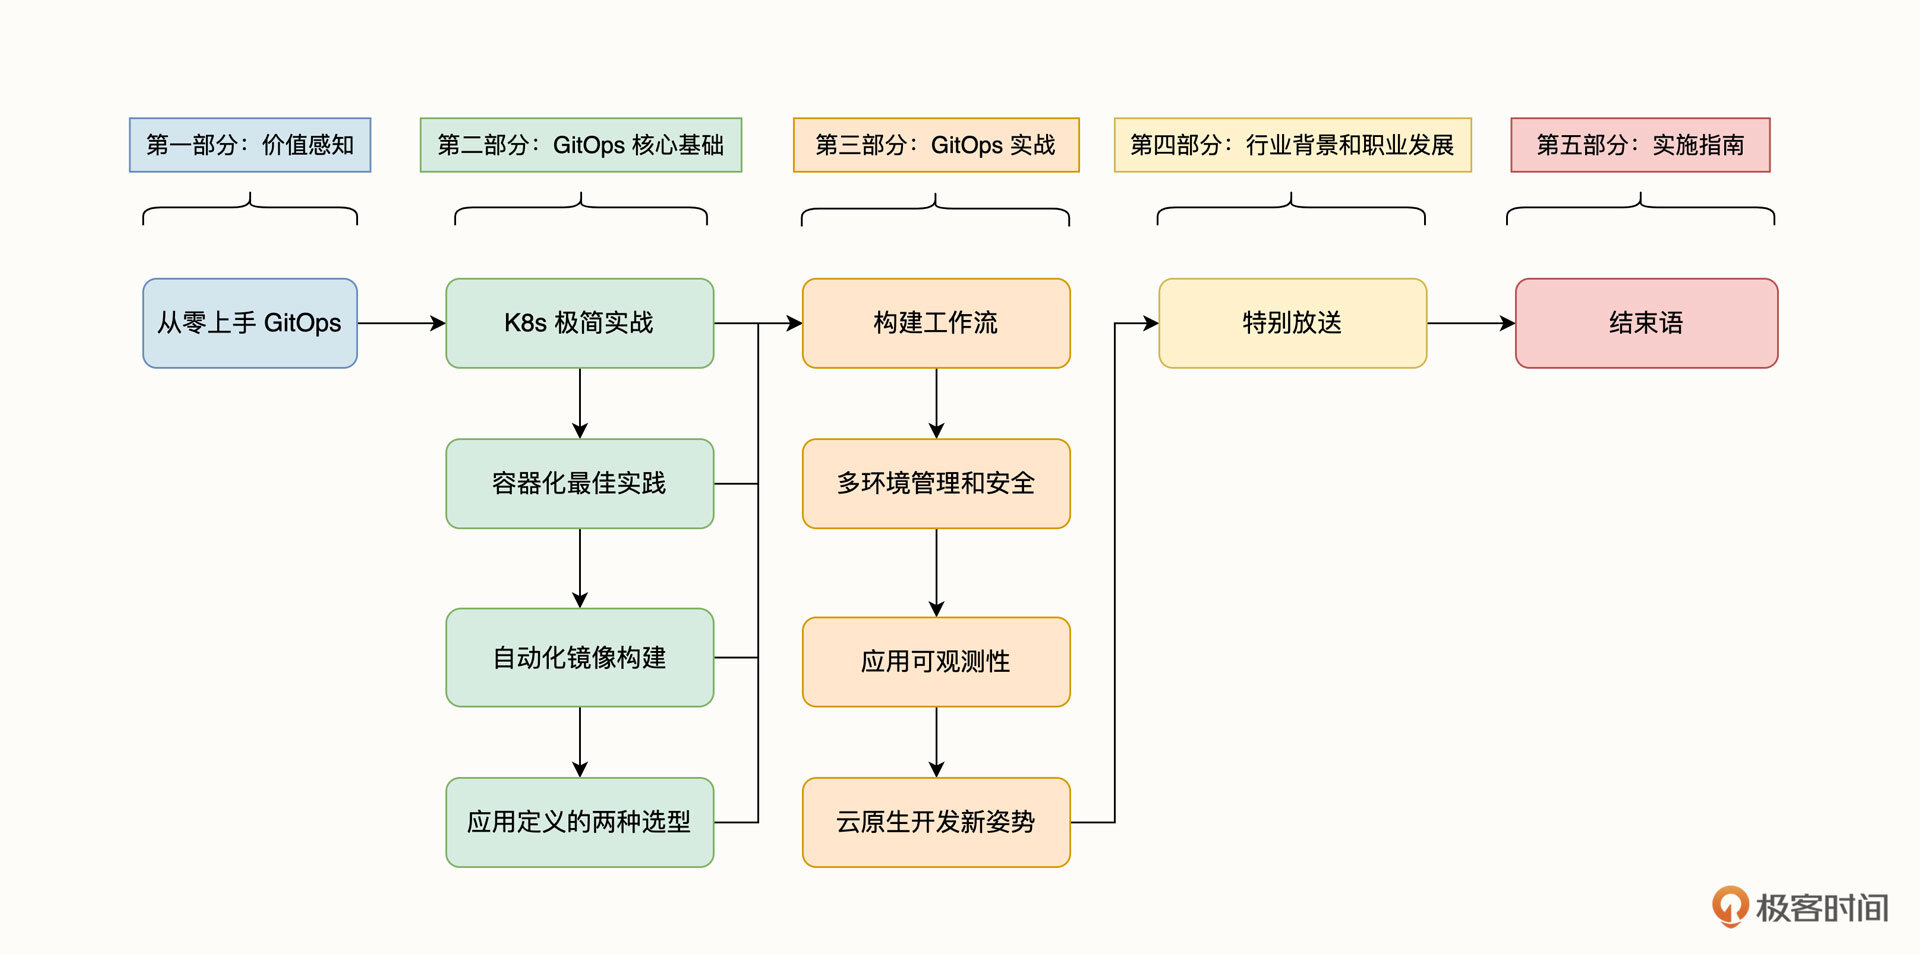 第一部分：价值感知
第二部分：GitOps 核心基础
第三部分：GitOps 实战
第四部分：行业背景和职业发展
第五部分：实施指南
从零上手 GitOps
K8s 极简实战
构建工作流
特别放送
结束语
容器化最佳实践
多环境管理和安全
自动化镜像构建
应用可观测性
应用定义的两种选型
云原生开发新姿势
极客时间